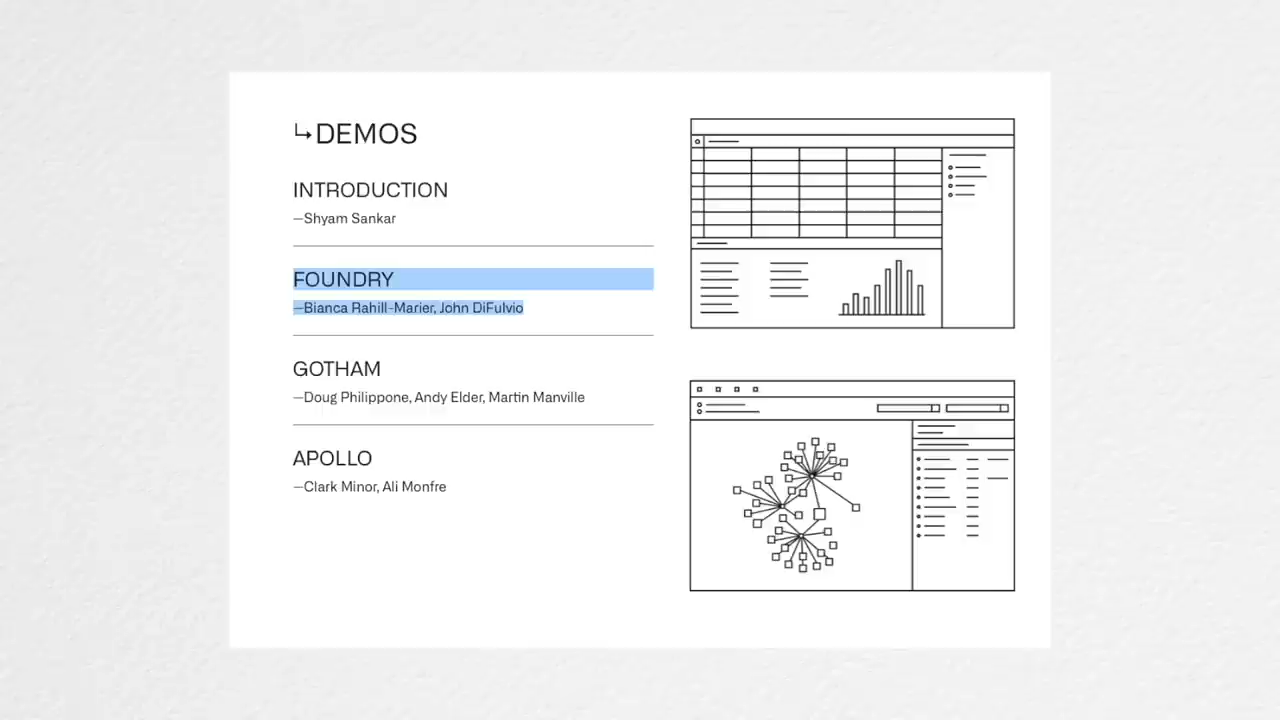 ↳DEMOS
INTRODUCTION
—Shyam Sankar
FOUNDRY
—Bianca Rahill-Marier, John DiFulvio
GOTHAM
—Doug Philippone, Andy Elder, Martin Manville
APOLLO
—Clark Minor, Ali Monfre